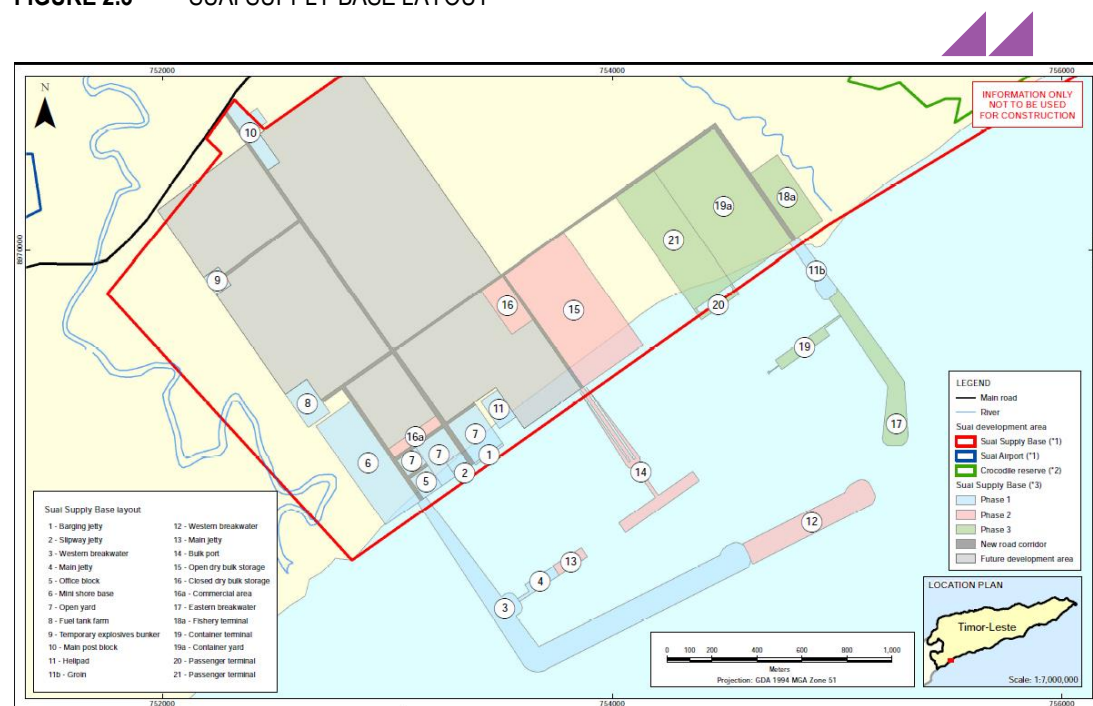 FIGURE 2.6 SUAI SUPPLY BASE LAYOUT
752000 754000 756000
N
INFORMATION ONLY
NOT TO BE USED
FOR CONSTRUCTION
8970000
10
18a
19a
21
11b
9
20
16
15
19
8
11
17
16a
7
7
7
1
6
2
5
14
12
13
4
3
LEGEND
Main road
River
Suai development area
Suai Supply Base (*1)
Suai Airport (*1)
Crocodile reserve (*2)
Suai Supply Base (*3)
Phase 1
Phase 2
Phase 3
New road corridor
Future development area
Suai Supply Base layout
1 - Barging jetty
2 - Slipway jetty
3 - Western breakwater
4 - Main jetty
5 - Office block
6 - Mini shore base
7 - Open yard
8 - Fuel tank farm
9 - Temporary explosives bunker
10 - Main post block
11 - Helipad
11b - Groin
12 - Western breakwater
13 - Main jetty
14 - Bulk port
15 - Open dry bulk storage
16 - Closed dry bulk storage
16a - Commercial area
17 - Eastern breakwater
18a - Fishery terminal
19 - Container terminal
19a - Container yard
20 - Passenger terminal
21 - Passenger terminal
0 100 200 400 600 800 1,000
Meters
Projection: GDA 1994 MGA Zone 51
LOCATION PLAN
Timor-Leste
Scale: 1:7,000,000
752000 754000 756000